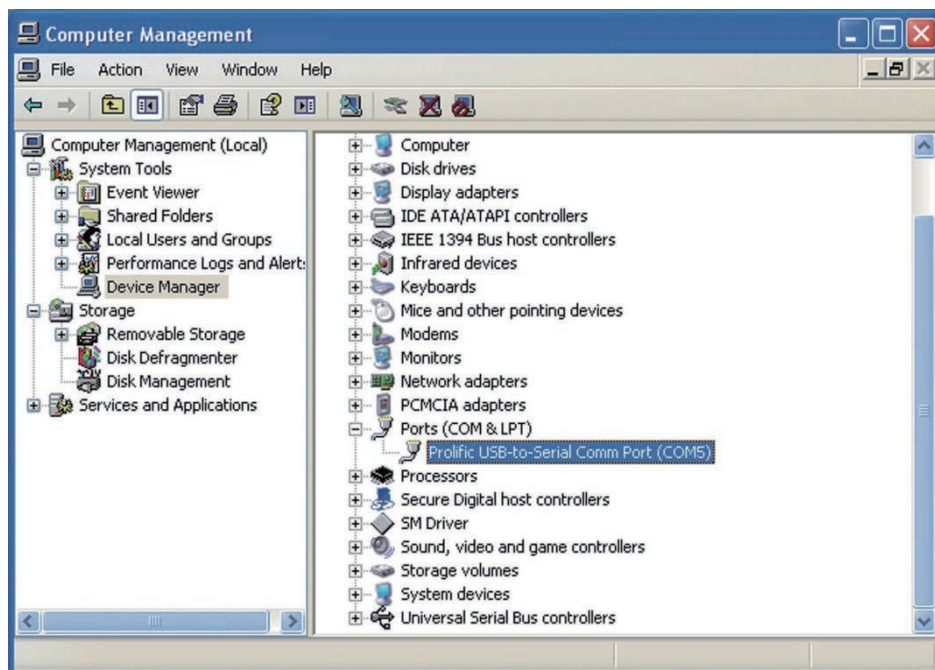 Computer Management
File Action View Window Help
Computer Management (Local)
System Tools
Event Viewer
Shared Folders
Local Users and Groups
Performance Logs and Alert:
Device Manager
Storage
Removable Storage
Disk Defragmenter
Disk Management
Services and Applications
Computer
Disk drives
Display adapters
IDE ATA/ATAPI controllers
IEEE 1394 Bus host controllers
Infrared devices
Keyboards
Mice and other pointing devices
Modems
Monitors
Network adapters
PCMCIA adapters
Ports (COM & LPT)
Prolific USB-to-Serial Comm Port (COM5)
Processors
Secure Digital host controllers
SM Driver
Sound, video and game controllers
Storage volumes
System devices
Universal Serial Bus controllers